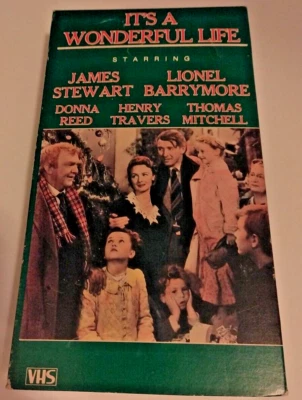 IT'S A
WONDERFUL LIFE
STARRING
JAMES STEWART
LIONEL BARRYMORE
DONNA REED
HENRY TRAVERS
THOMAS MITCHELL
VHS